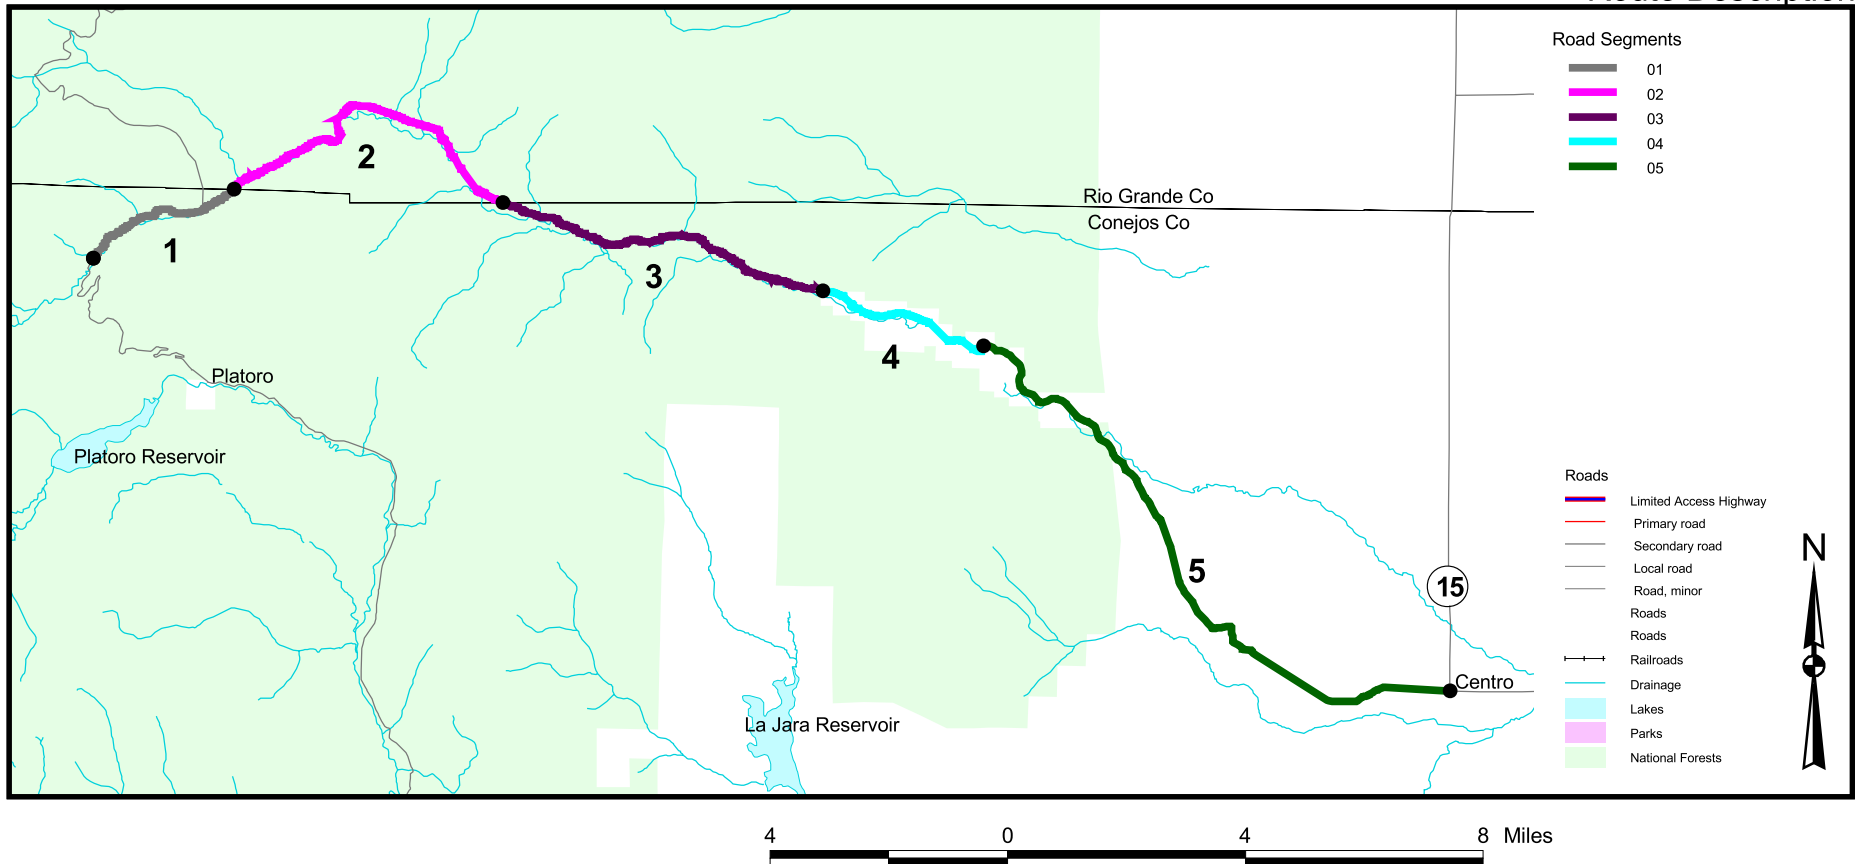 Road Segments
01
02
03
04
05
2
Rio Grande Co
Conejos Co
1
3
4
Platoro
Platoro Reservoir
Roads
Limited Access Highway
Primary road
Secondary road
Local road
Road, minor
Roads
Roads
Railroads
Drainage
Lakes
Parks
National Forests
N
5
15
Centro
La Jara Reservoir
4 0 4 8 Miles